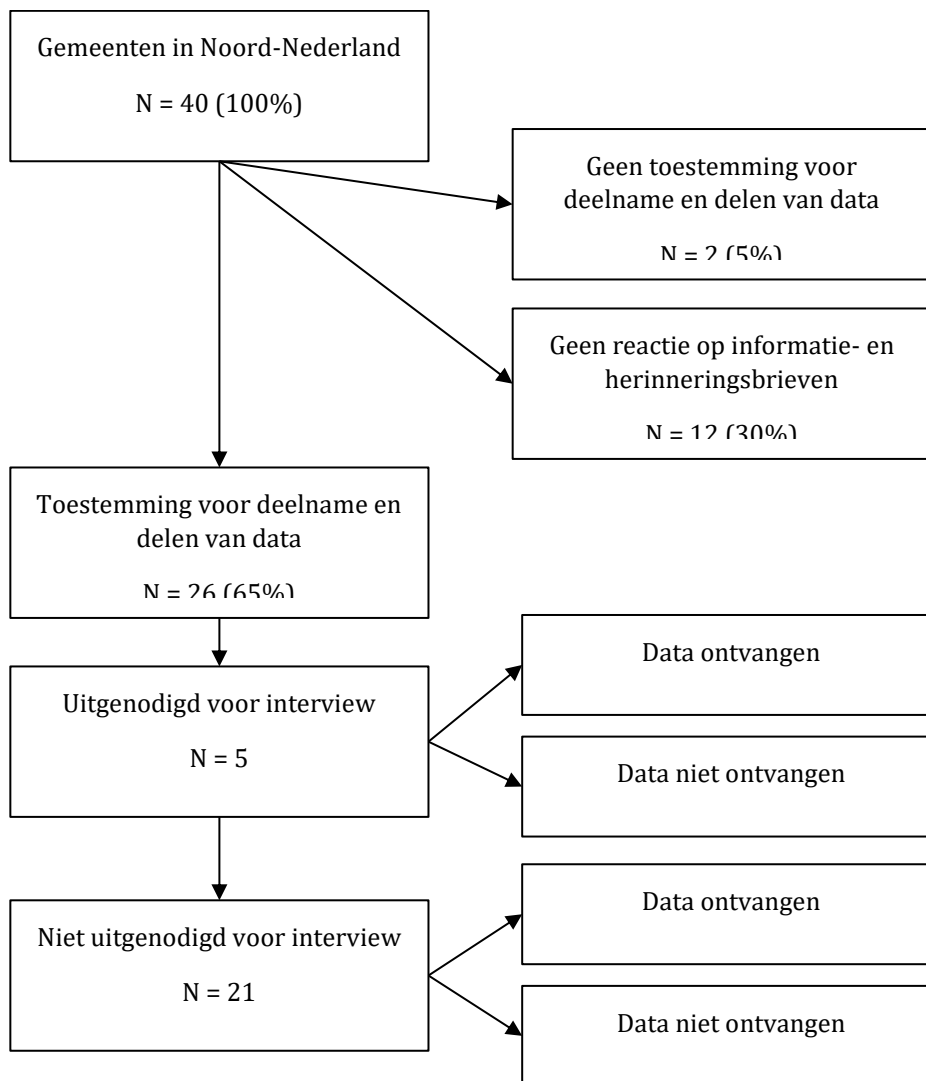 Gemeenten in Noord-Nederland
N = 40 (100%)
Geen toestemming voor
deelname en delen van data
N = 2 (5%)
Geen reactie op informatie- en
herinneringsbrieven
N = 12 (30%)
Toestemming voor deelname en
delen van data
N = 26 (65%)
Uitgenodigd voor interview
N = 5
Data ontvangen
Data niet ontvangen
Niet uitgenodigd voor interview
N = 21
Data ontvangen
Data niet ontvangen